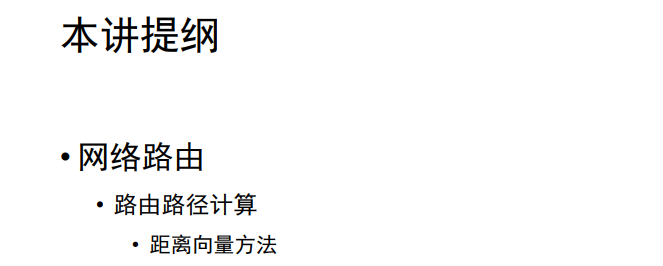 本讲提纲
• 网络路由
• 路由路径计算
• 距离向量方法